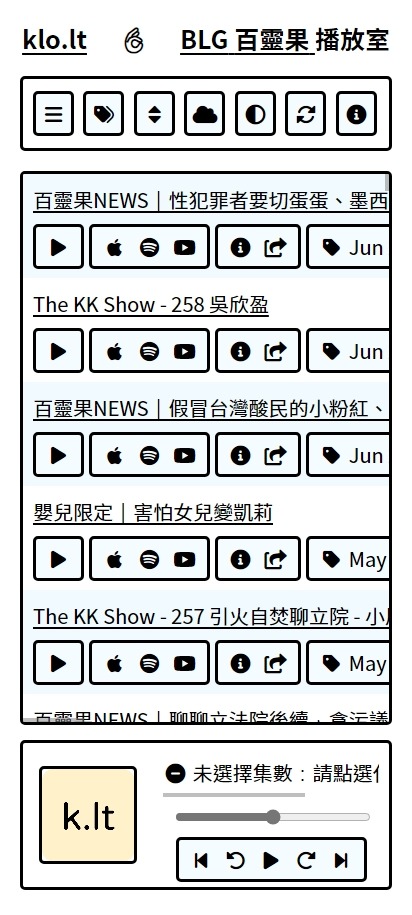 klo.lt BLG 百靈果 播放室
百靈果NEWS｜性犯罪者要切蛋蛋、墨西
Jun
The KK Show - 258 吳欣盈
Jun
百靈果NEWS｜假冒台灣酸民的小粉紅、
Jun
嬰兒限定｜害怕女兒變凱莉
May
The KK Show - 257 引火自焚聊立院 - 小
May
百靈果NEWS｜聊聊立法院後續，貪污議
未選擇集數：請點選
k.lt